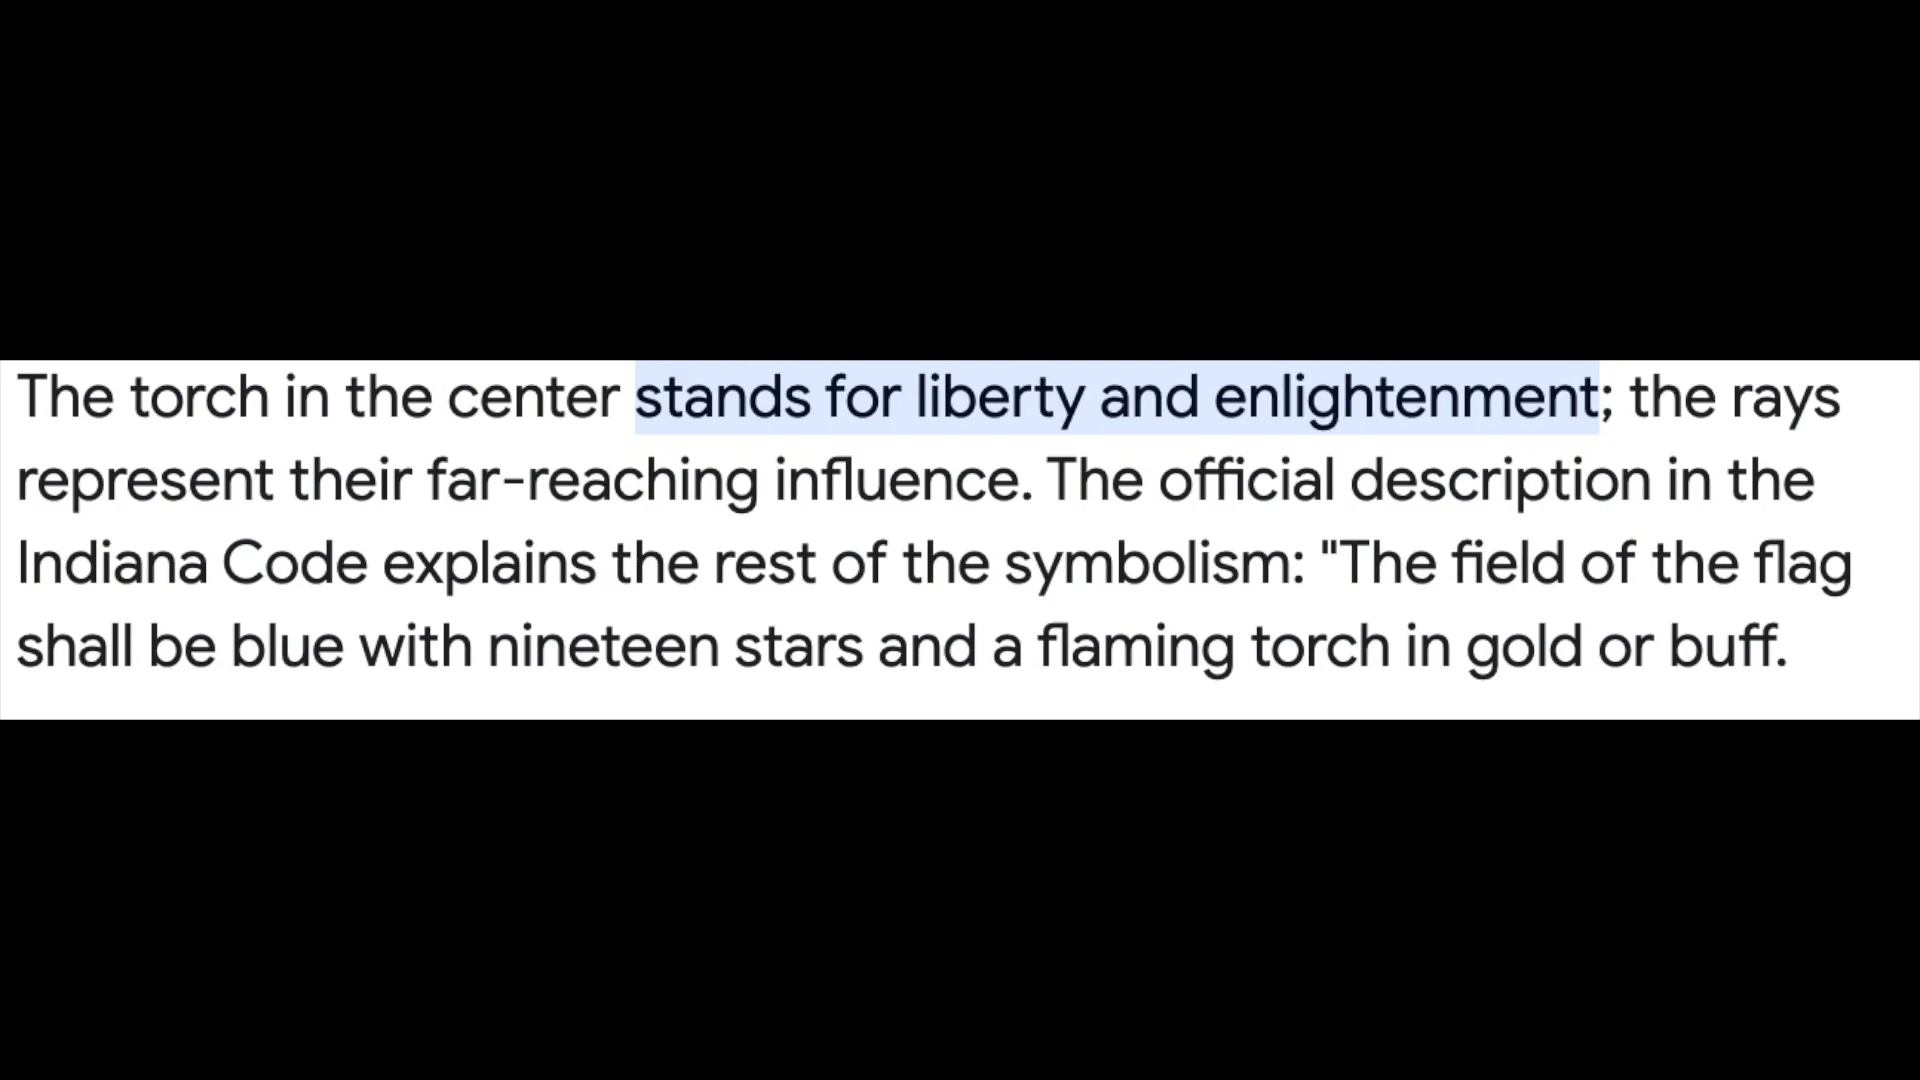 The torch in the center stands for liberty and enlightenment; the rays
represent their far-reaching influence. The official description in the
Indiana Code explains the rest of the symbolism: "The field of the flag
shall be blue with nineteen stars and a flaming torch in gold or buff.